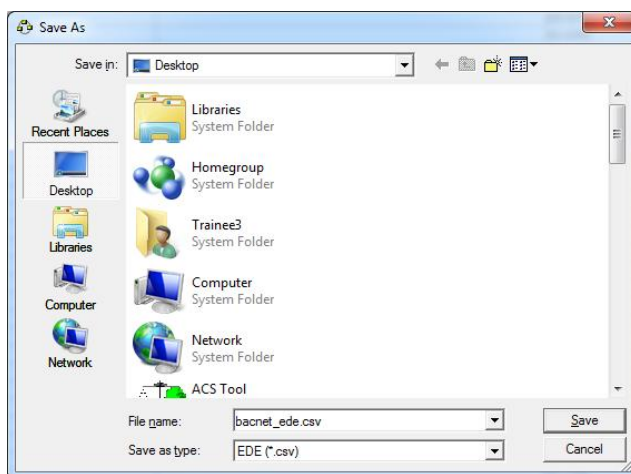 Save As
Save in:
Desktop
Recent Places
Desktop
Libraries
Computer
Network
Libraries
System Folder
Homegroup
System Folder
Trainee3
System Folder
Computer
System Folder
Network
System Folder
ACS Tool
File name:
bacnet_ede.csv
Save
Save as type:
EDE (*.csv)
Cancel